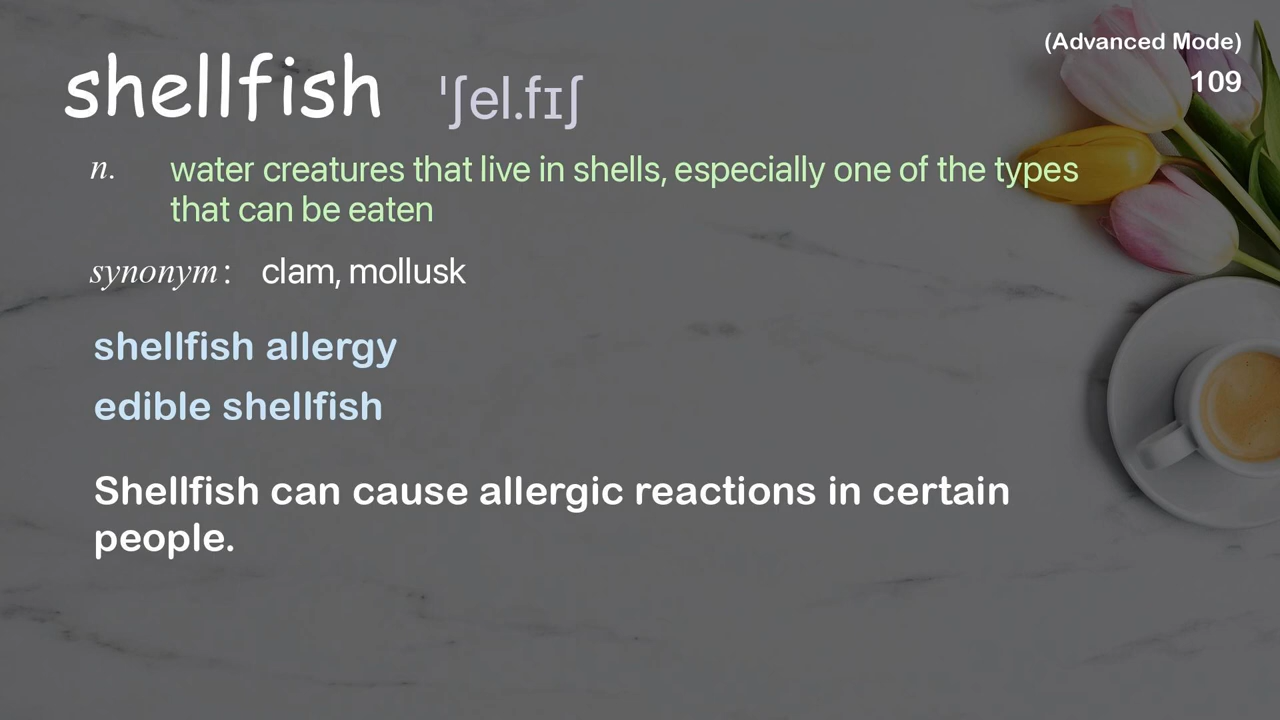 (Advanced Mode)
109
shellfish ˈʃel.fɪʃ
n. water creatures that live in shells, especially one of the types
that can be eaten
synonym: clam, mollusk
shellfish allergy
edible shellfish
Shellfish can cause allergic reactions in certain
people.